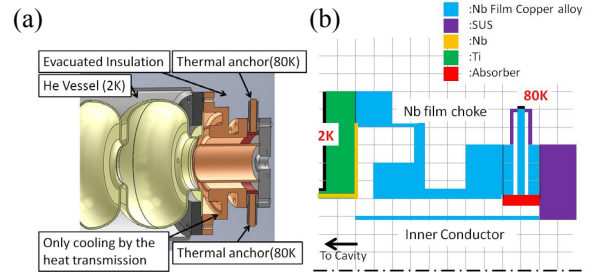 (a)
Evacuated Insulation
Thermal anchor(80K)
He Vessel (2K)
Only cooling by the
heat transmission
Thermal anchor(80K
(b)
:Nb Film Copper alloy
:SUS
:Nb
:Ti
:Absorber
80K
Nb film choke
2K
Inner Conductor
To Cavity